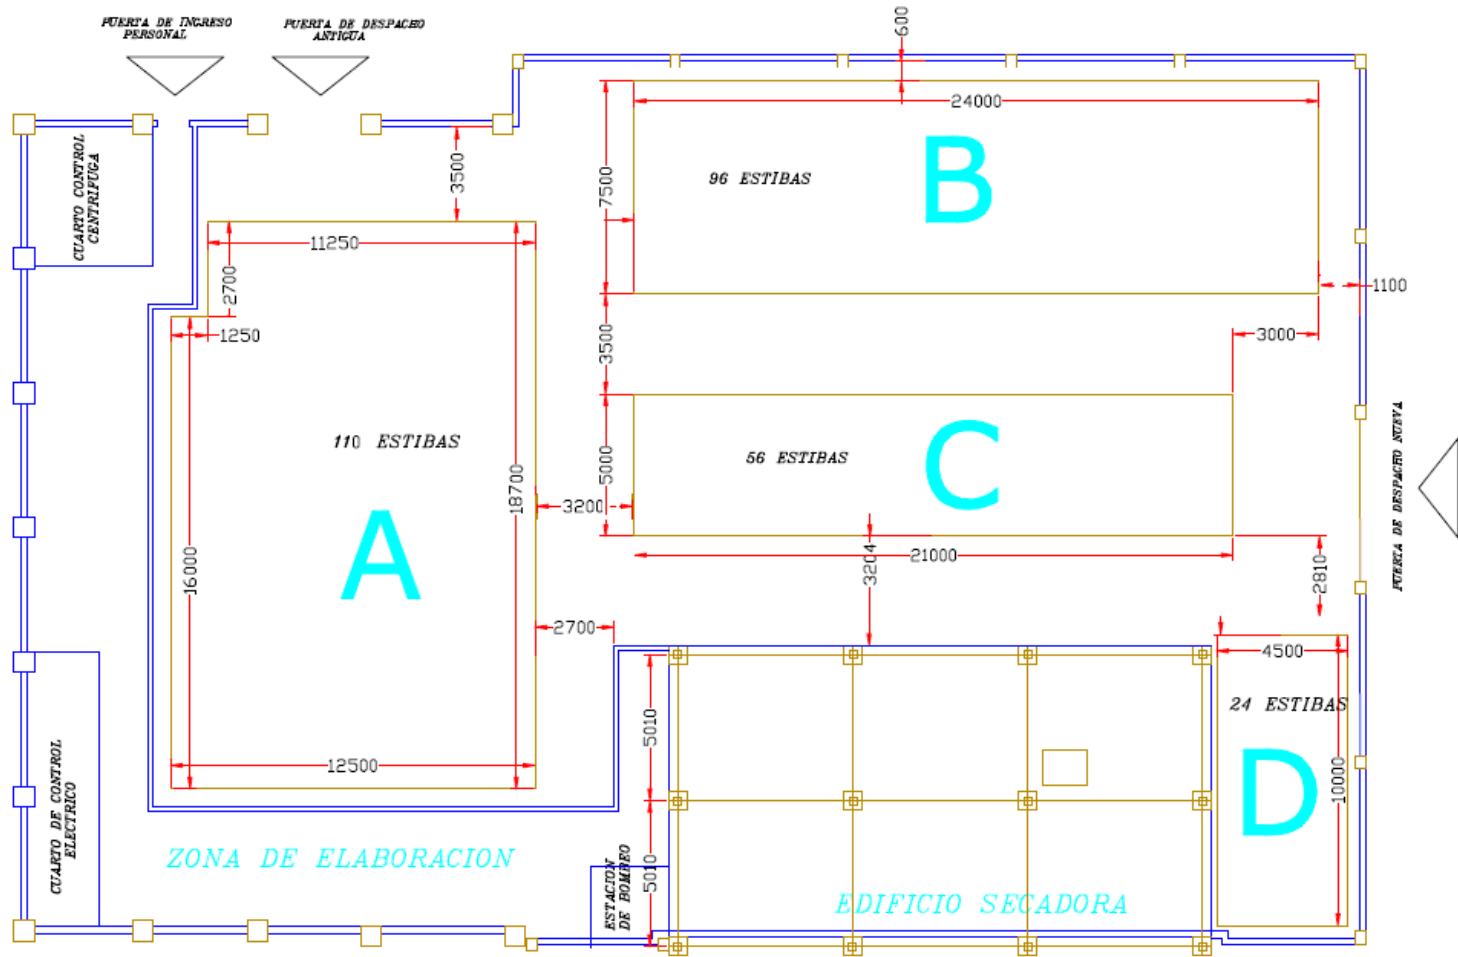 PUERTA DE INGRESO
PERSONAL
PUERTA DE DESPACHO
ANTIGUA
600
24000
CUARTO CONTROL
CENTRIFUGA
3500
7500
96 ESTIBAS
B
11250
2700
1250
1100
3500
3000
110 ESTIBAS
A
18700
16000
3200
5000
56 ESTIBAS
C
21000
3204
2810
PUERTA DE DESPACHO NUEVA
2700
12500
4500
24 ESTIBAS
D
10000
5010
5010
CUARTO DE CONTROL
ELECTRICO
ZONA DE ELABORACION
ESTACION
DE BOMBEO
EDIFICIO SECADORA